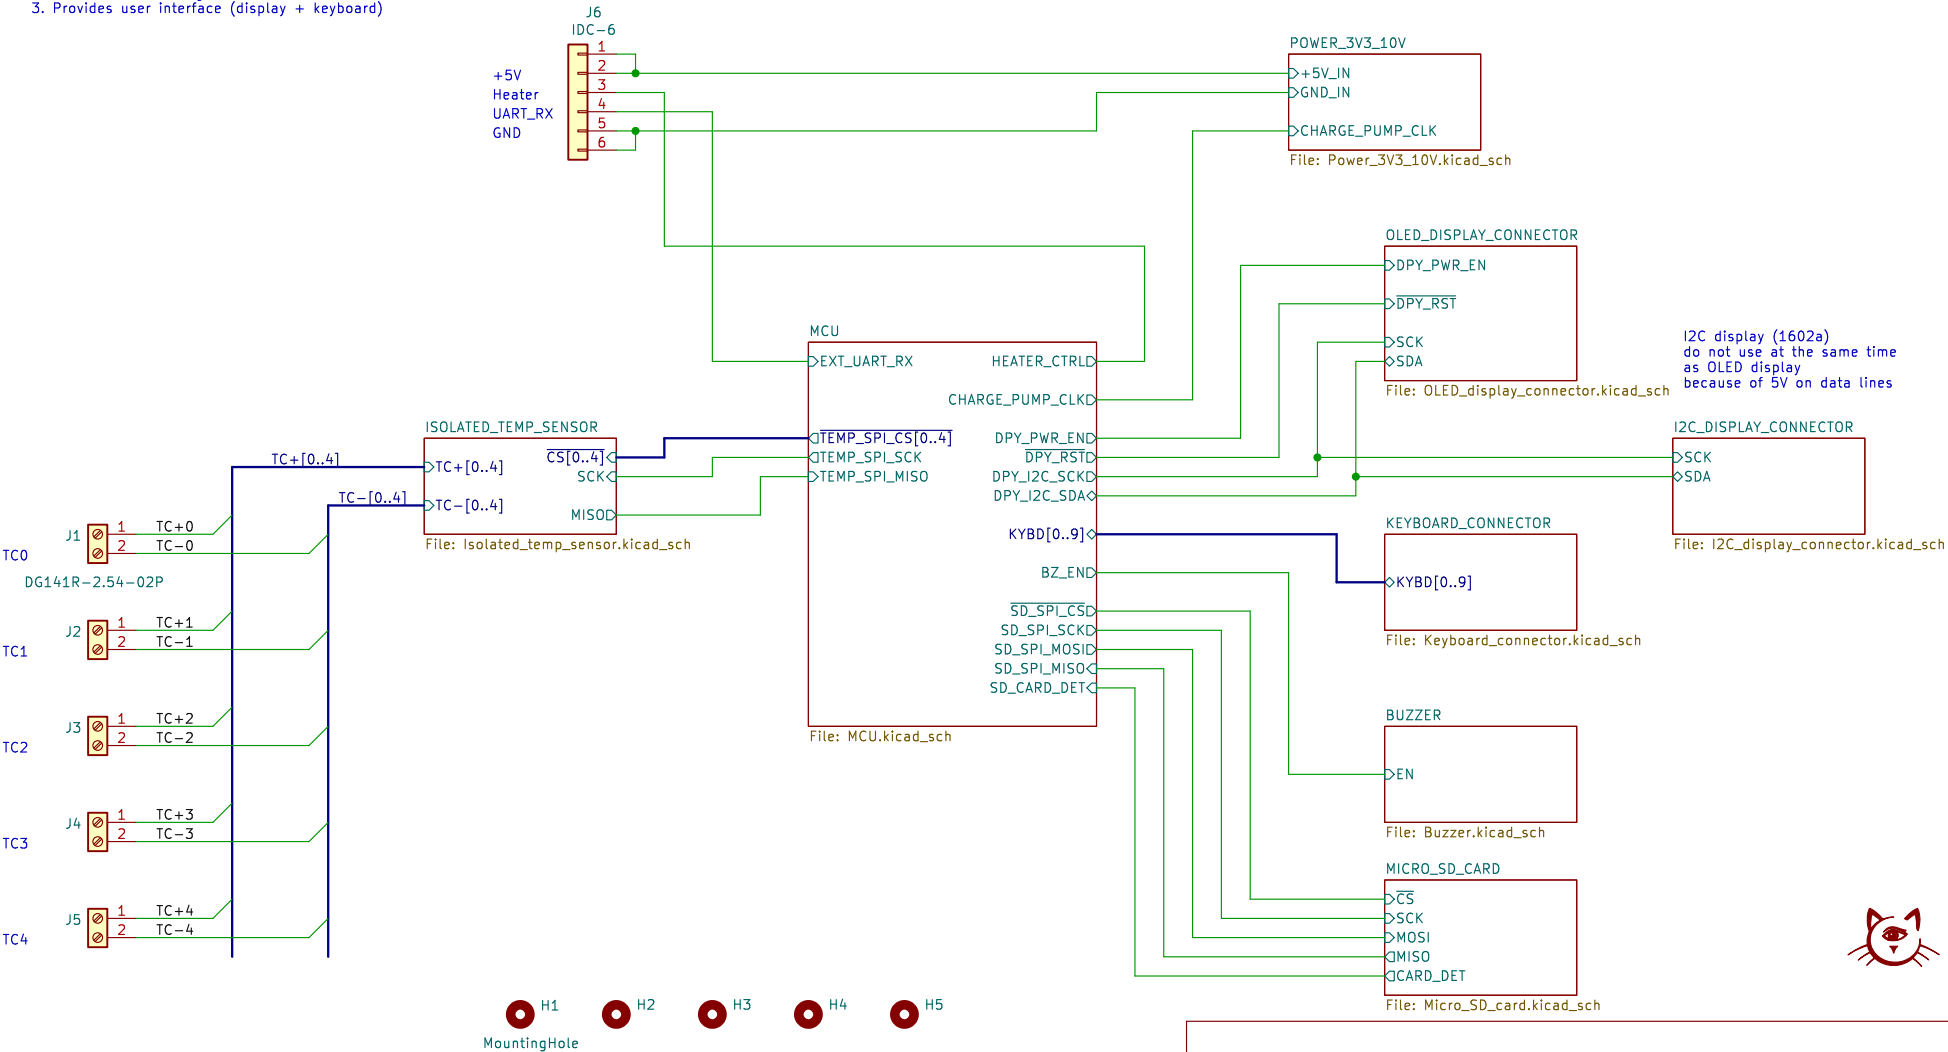 3. Provides user interface (display + keyboard)
J6
IDC-6
1
2
3
4
5
6
+5V
Heater
UART_RX
GND
POWER_3V3_10V
+5V_IN
GND_IN
CHARGE_PUMP_CLK
File: Power_3V3_10V.kicad_sch
OLED_DISPLAY_CONNECTOR
DPY_PWR_EN
DPY_RST
SCK
SDA
File: OLED_display_connector.kicad_sch
I2C display (1602a)
do not use at the same time
as OLED display
because of 5V on data lines
I2C_DISPLAY_CONNECTOR
SCK
SDA
File: I2C_display_connector.kicad_sch
MCU
EXT_UART_RX
TEMP_SPI_CS[0..4]
TEMP_SPI_SCK
TEMP_SPI_MISO
HEATER_CTRL
CHARGE_PUMP_CLK
DPY_PWR_EN
DPY_RST
DPY_I2C_SCK
DPY_I2C_SDA
KYBD[0..9]
BZ_EN
SD_SPI_CS
SD_SPI_SCK
SD_SPI_MOSI
SD_SPI_MISO
SD_CARD_DET
File: MCU.kicad_sch
ISOLATED_TEMP_SENSOR
TC+[0..4]
TC-[0..4]
CS[0..4]
SCK
MISO
File: Isolated_temp_sensor.kicad_sch
TC+[0..4]
TC-[0..4]
J1
1
2
TC+0
TC-0
TC0
DG141R-2.54-02P
J2
1
2
TC+1
TC-1
TC1
J3
1
2
TC+2
TC-2
TC2
J4
1
2
TC+3
TC-3
TC3
J5
1
2
TC+4
TC-4
TC4
KEYBOARD_CONNECTOR
KYBD[0..9]
File: Keyboard_connector.kicad_sch
BUZZER
EN
File: Buzzer.kicad_sch
MICRO_SD_CARD
CS
SCK
MOSI
MISO
CARD_DET
File: Micro_SD_card.kicad_sch
H1
H2
H3
H4
H5
MountingHole